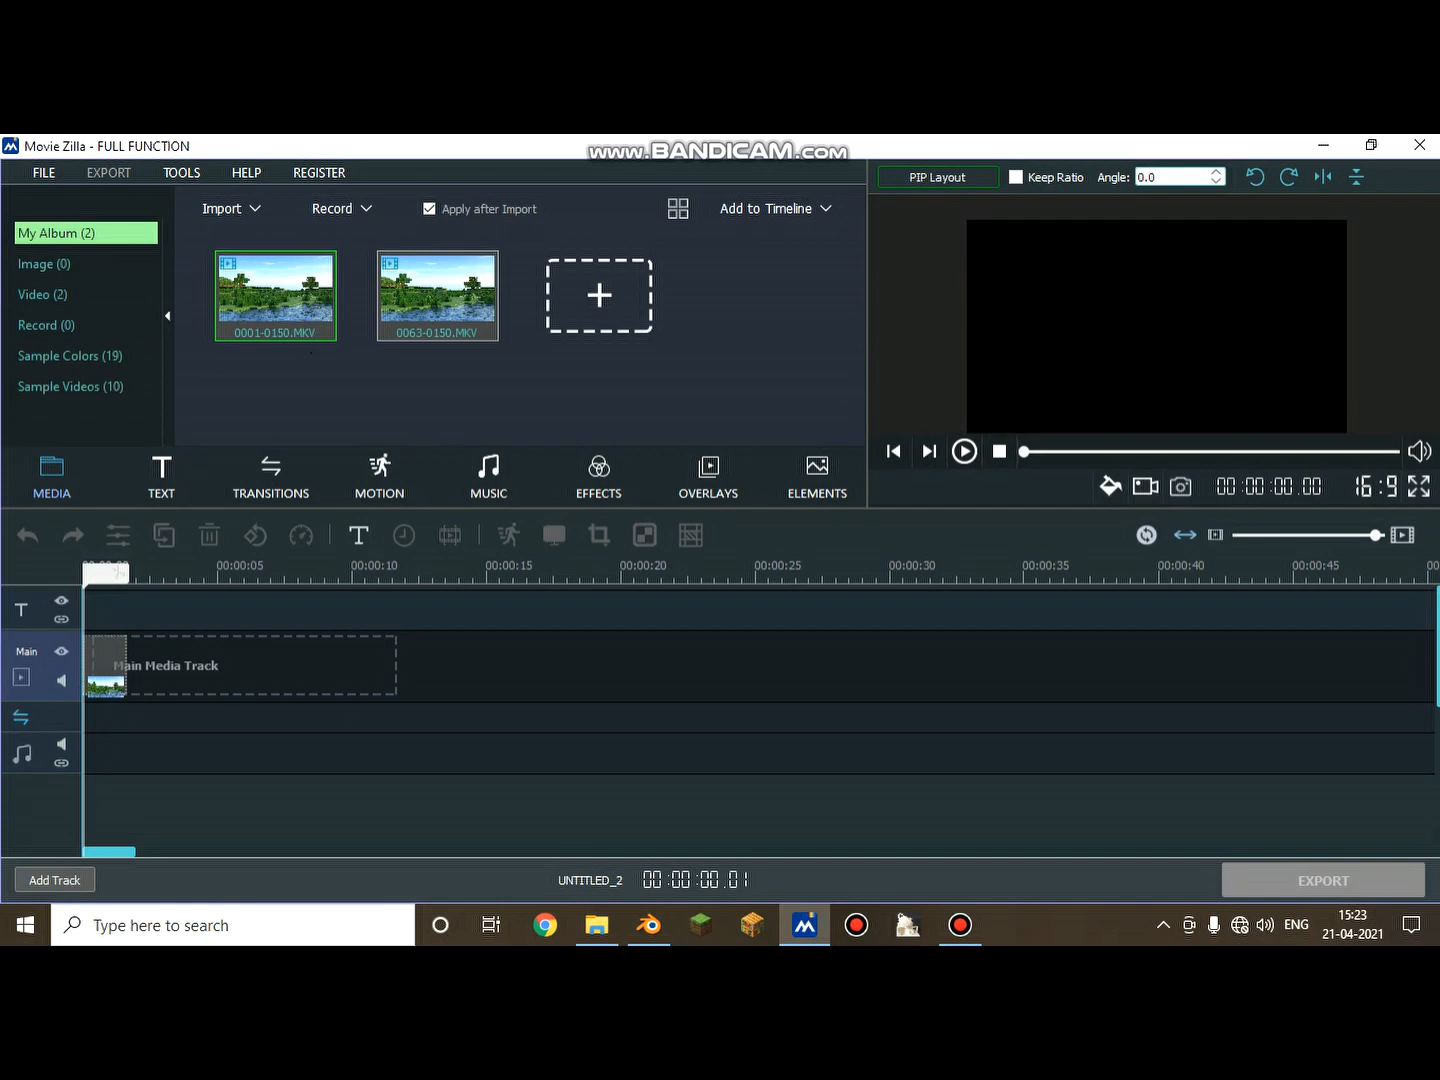 Movie Zilla - FULL FUNCTION
www.BANDICAM.com
FILE EXPORT TOOLS HELP REGISTER
PIP Layout Keep Ratio Angle: 0.0
Import Record Apply after Import Add to Timeline
My Album (2)
Image (0)
Video (2)
Record (0)
Sample Colors (19)
Sample Videos (10)
0001-0150.MKV 0063-0150.MKV
MEDIA TEXT TRANSITIONS MOTION MUSIC EFFECTS OVERLAYS ELEMENTS
00:00:00.00 16:9
00:00:05 00:00:10 00:00:15 00:00:20 00:00:25 00:00:30 00:00:35 00:00:40 00:00:45 00
T
Main
Main Media Track
Add Track UNTITLED_2 00:00:00.01 EXPORT
Type here to search ENG
15:23
21-04-2021